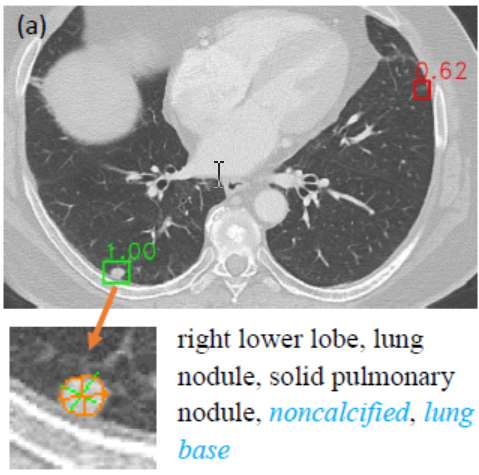 (a)
0.62
1.00
right lower lobe, lung
nodule, solid pulmonary
nodule, noncalcified, lung
base